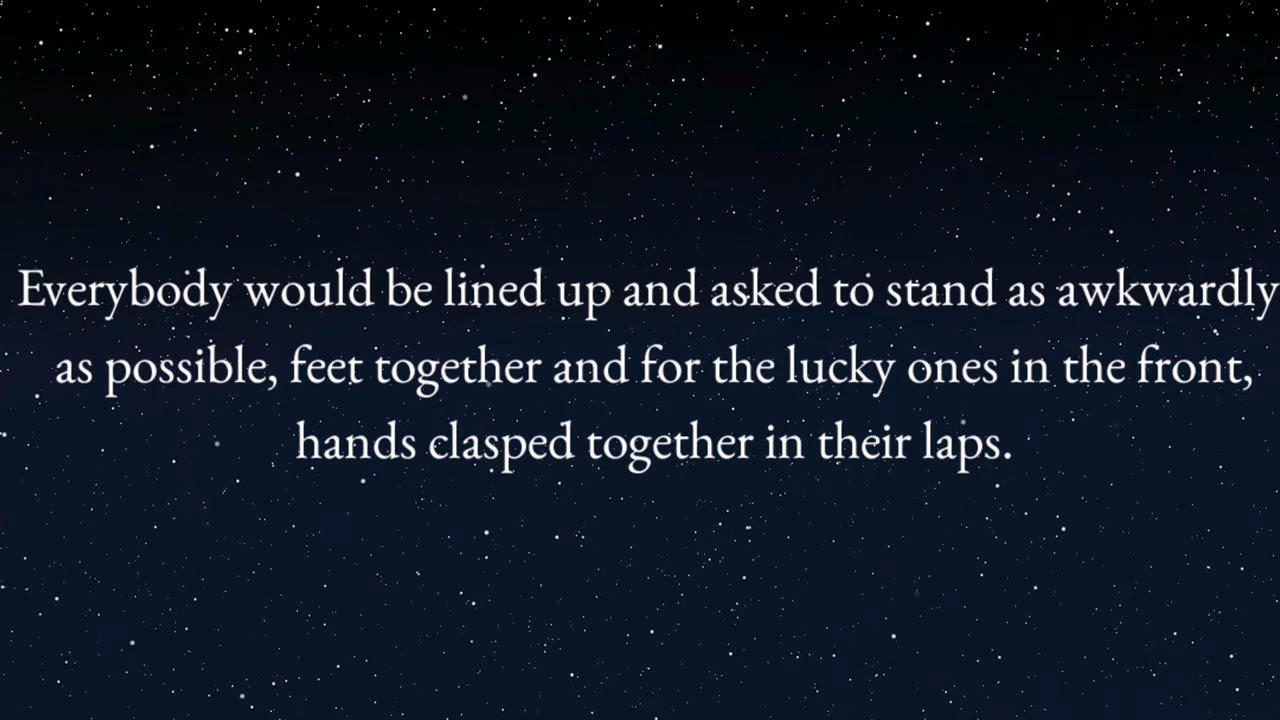 Everybody would be lined up and asked to stand as awkwardly
as possible, feet together and for the lucky ones in the front,
hands clasped together in their laps.